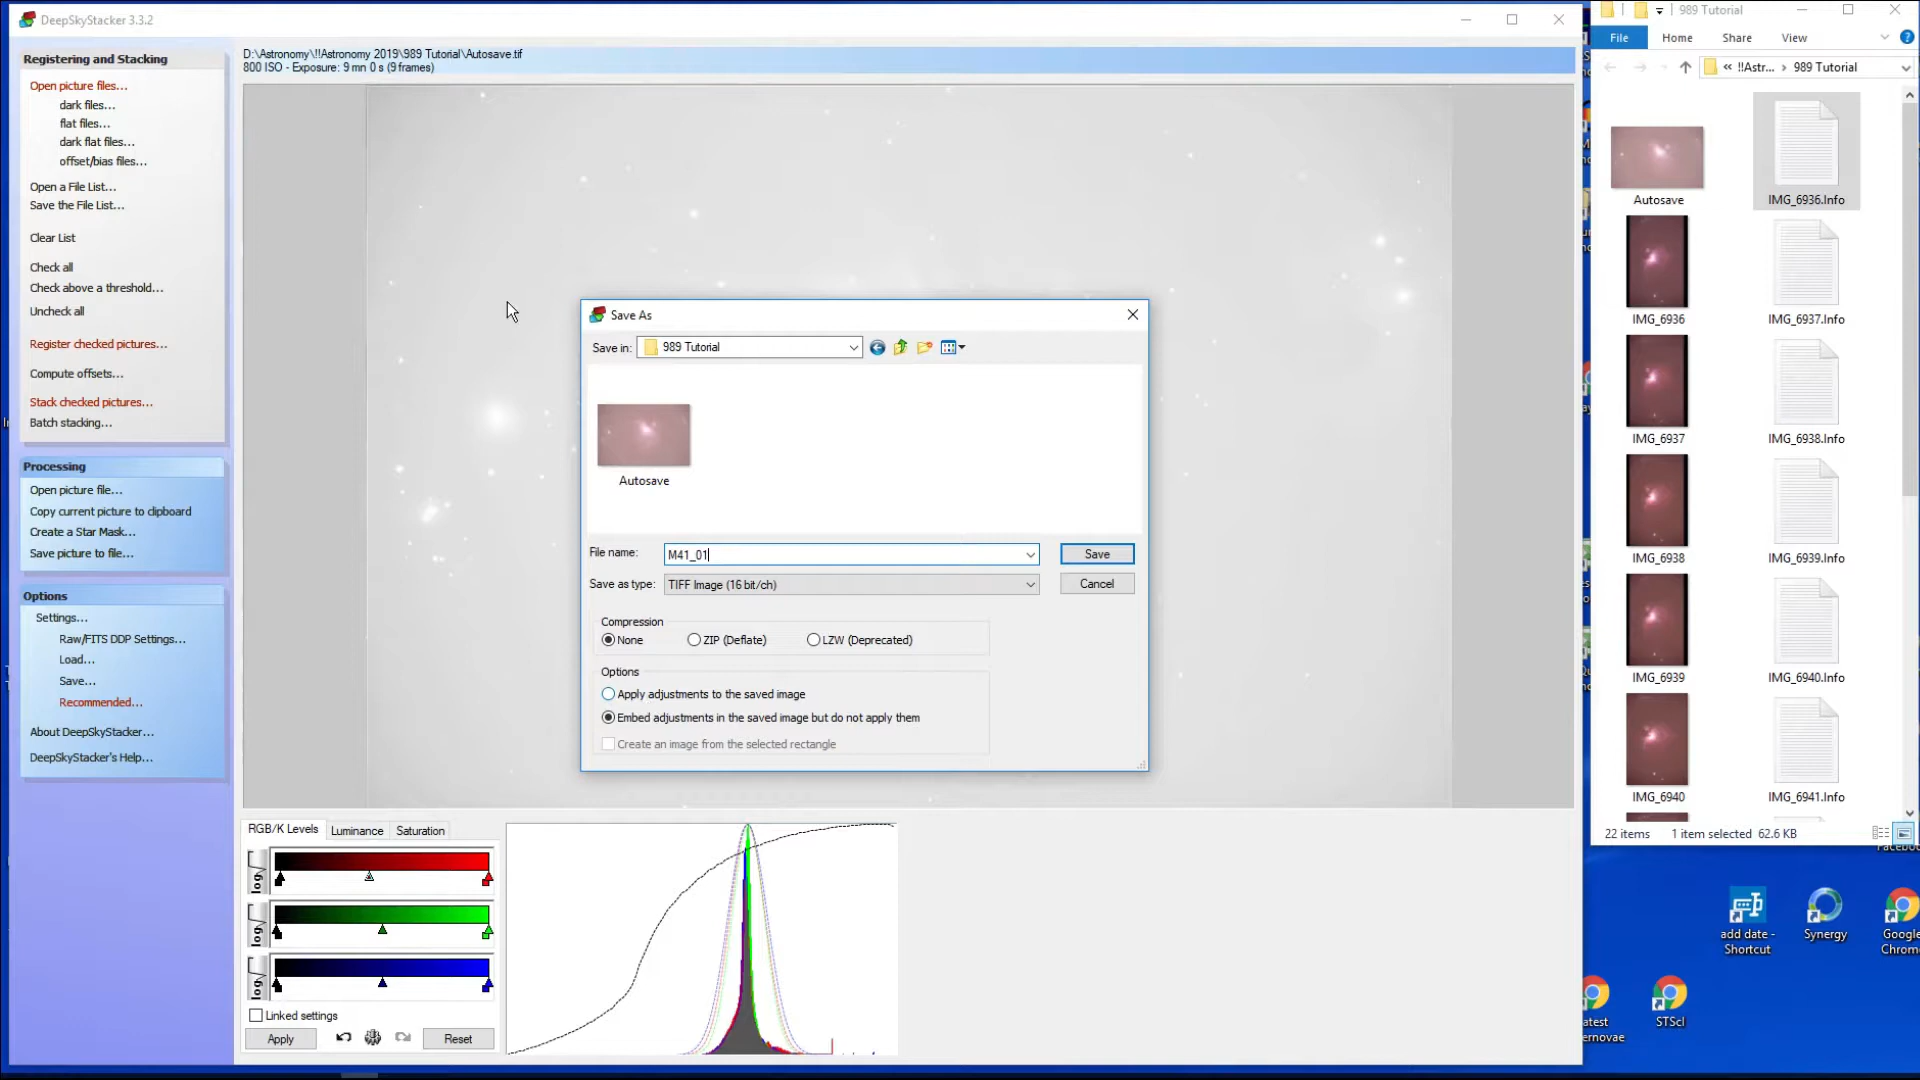 DeepSkyStacker 3.3.2
Registering and Stacking
Open picture files...
dark files...
flat files...
dark flat files...
offset/bias files...
Open a File List...
Save the File List...
Clear List
Check all
Check above a threshold...
Uncheck all
Register checked pictures...
Compute offsets...
Stack checked pictures...
Batch stacking...
Processing
Open picture file...
Copy current picture to clipboard
Create a Star Mask...
Save picture to file...
Options
Settings...
Raw/FITS DDP Settings...
Load...
Save...
Recommended...
About DeepSkyStacker...
DeepSkyStacker's Help...
D:\Astronomy\!!Astronomy 2019\989 Tutorial\Autosave.tif
800 ISO - Exposure: 9 mn 0 s (9 frames)
Save As
Save in:
989 Tutorial
Autosave
File name:
M41_01
Save
Save as type:
TIFF Image (16 bit/ch)
Cancel
Compression
None
ZIP (Deflate)
LZW (Deprecated)
Options
Apply adjustments to the saved image
Embed adjustments in the saved image but do not apply them
Create an image from the selected rectangle
RGB/K Levels
Luminance
Saturation
log
log
log
Linked settings
Apply
Reset
989 Tutorial
File
Home
Share
View
« !!Astr... › 989 Tutorial
Autosave
IMG_6936.Info
IMG_6936
IMG_6937.Info
IMG_6937
IMG_6938.Info
IMG_6938
IMG_6939.Info
IMG_6939
IMG_6940.Info
IMG_6940
IMG_6941.Info
22 items
1 item selected 62.6 KB
add date -
Shortcut
Synergy
Google
Chrome
STScI